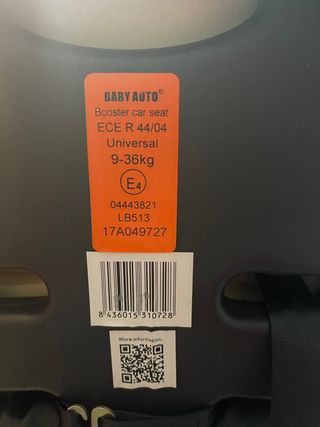 BABY AUTO®
Booster car seat
ECE R 44/04
Universal
9-36kg
E4
04443821
LB513
17A049727
8 436015 310728
More information: